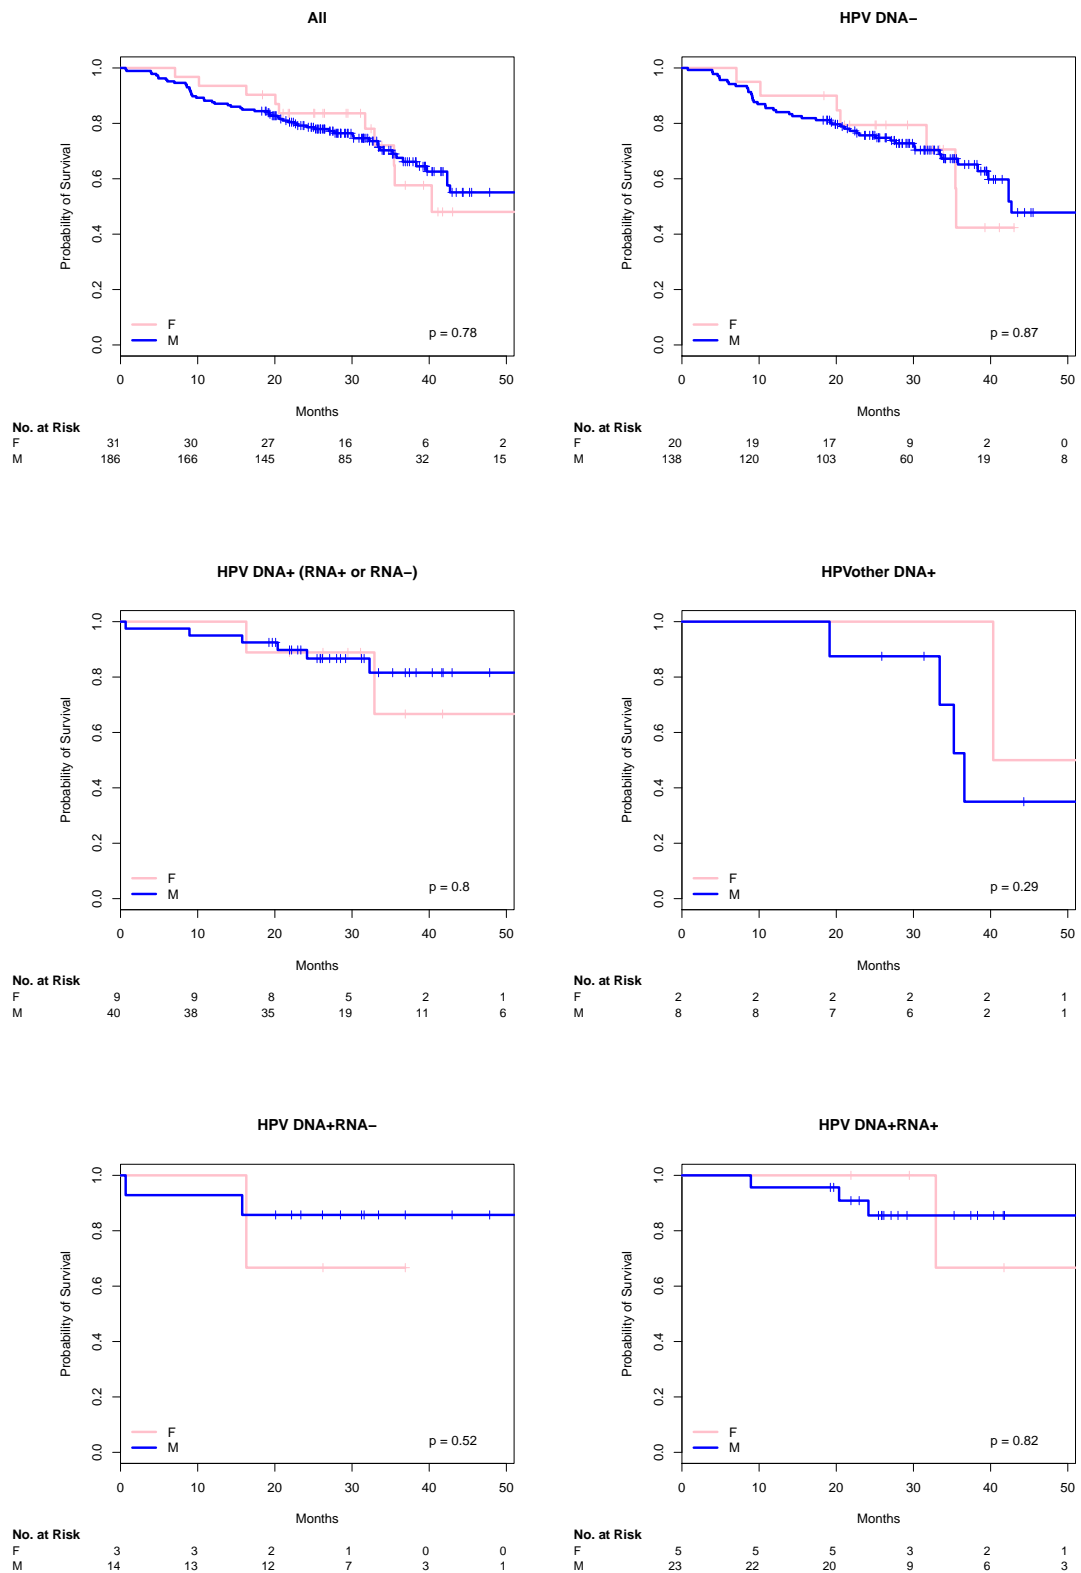 All
Probability of Survival
1.0
0.8
0.6
0.4
0.2
0.0
F
M
p = 0.78
0 10 20 30 40 50
Months
No. at Risk
F 31 30 27 16 6 2
M 186 166 145 85 32 15
HPV DNA−
Probability of Survival
1.0
0.8
0.6
0.4
0.2
0.0
F
M
p = 0.87
0 10 20 30 40 50
Months
No. at Risk
F 20 19 17 9 2 0
M 138 120 103 60 19 8
HPV DNA+ (RNA+ or RNA−)
Probability of Survival
1.0
0.8
0.6
0.4
0.2
0.0
F
M
p = 0.8
0 10 20 30 40 50
Months
No. at Risk
F 9 9 8 5 2 1
M 40 38 35 19 11 6
HPVother DNA+
Probability of Survival
1.0
0.8
0.6
0.4
0.2
0.0
F
M
p = 0.29
0 10 20 30 40 50
Months
No. at Risk
F 2 2 2 2 2 1
M 8 8 7 6 2 1
HPV DNA+RNA−
Probability of Survival
1.0
0.8
0.6
0.4
0.2
0.0
F
M
p = 0.52
0 10 20 30 40 50
Months
No. at Risk
F 3 3 2 1 0 0
M 14 13 12 7 3 1
HPV DNA+RNA+
Probability of Survival
1.0
0.8
0.6
0.4
0.2
0.0
F
M
p = 0.82
0 10 20 30 40 50
Months
No. at Risk
F 5 5 5 3 2 1
M 23 22 20 9 6 3